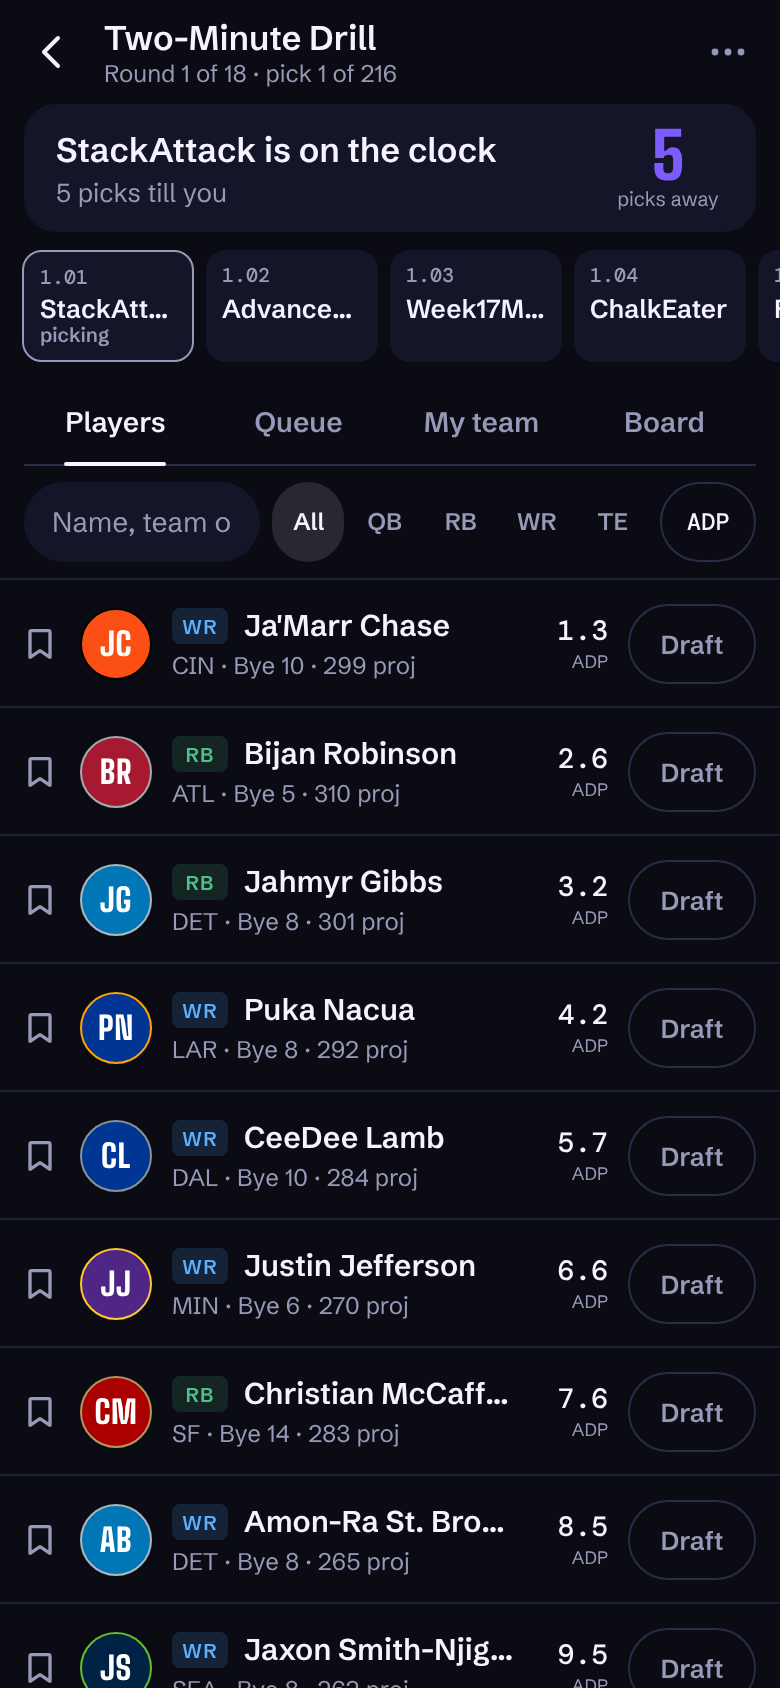 Two-Minute Drill
Round 1 of 18 · pick 1 of 216
StackAttack is on the clock
5 picks till you
5
picks away
1.01
StackAtt...
picking
1.02
Advance...
1.03
Week17M...
1.04
ChalkEater
Players Queue My team Board
Name, team o All QB RB WR TE ADP
JC WR Ja'Marr Chase 1.3 Draft
CIN · Bye 10 · 299 proj ADP
BR RB Bijan Robinson 2.6 Draft
ATL · Bye 5 · 310 proj ADP
JG RB Jahmyr Gibbs 3.2 Draft
DET · Bye 8 · 301 proj ADP
PN WR Puka Nacua 4.2 Draft
LAR · Bye 8 · 292 proj ADP
CL WR CeeDee Lamb 5.7 Draft
DAL · Bye 10 · 284 proj ADP
JJ WR Justin Jefferson 6.6 Draft
MIN · Bye 6 · 270 proj ADP
CM RB Christian McCaff... 7.6 Draft
SF · Bye 14 · 283 proj ADP
AB WR Amon-Ra St. Bro... 8.5 Draft
DET · Bye 8 · 265 proj ADP
JS WR Jaxon Smith-Njig... 9.5 Draft
SEA · Bye 8 · 262 proj ADP